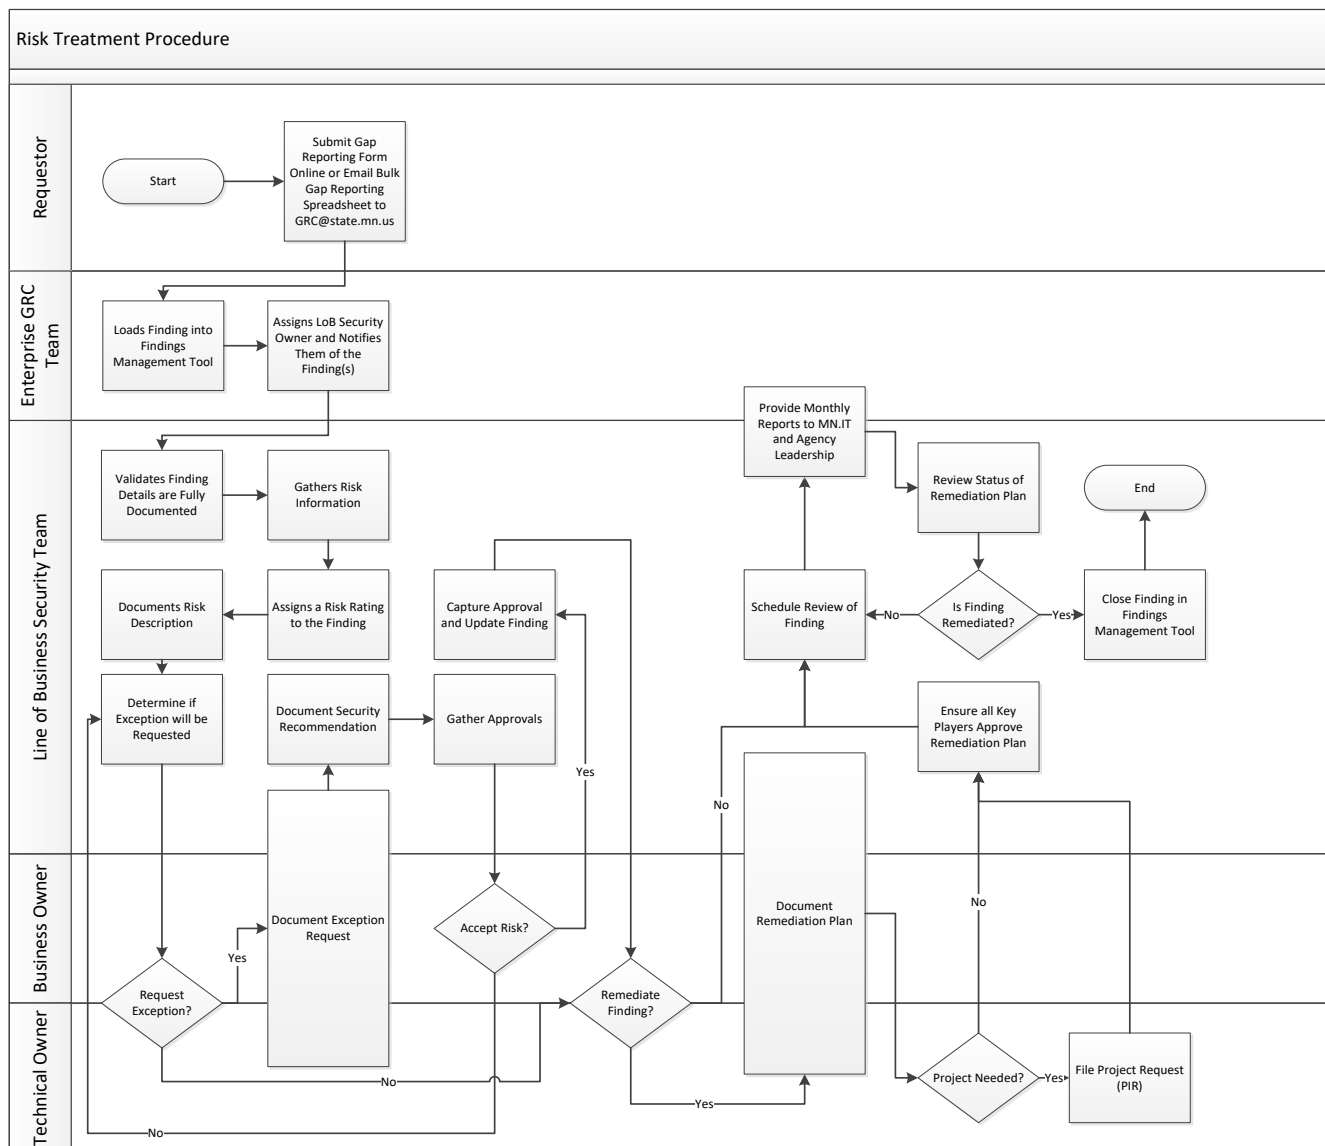 Risk Treatment Procedure
Requestor
Start
Submit Gap
Reporting Form
Online or Email Bulk
Gap Reporting
Spreadsheet to
GRC@state.mn.us
Enterprise GRC
Team
Loads Finding into
Findings
Management Tool
Assigns LoB Security
Owner and Notifies
Them of the
Finding(s)
Line of Business Security Team
Validates Finding
Details are Fully
Documented
Gathers Risk
Information
Provide Monthly
Reports to MN.IT
and Agency
Leadership
Review Status of
Remediation Plan
End
Documents Risk
Description
Assigns a Risk Rating
to the Finding
Capture Approval
and Update Finding
Schedule Review of
Finding
No
Is Finding
Remediated?
Yes
Close Finding in
Findings
Management Tool
Determine if
Exception will be
Requested
Document Security
Recommendation
Gather Approvals
Yes
No
Ensure all Key
Players Approve
Remediation Plan
Business Owner
Yes
Document Exception
Request
Accept Risk?
Document
Remediation Plan
No
Technical Owner
Request
Exception?
No
No
Remediate
Finding?
Yes
Project Needed?
Yes
File Project Request
(PIR)